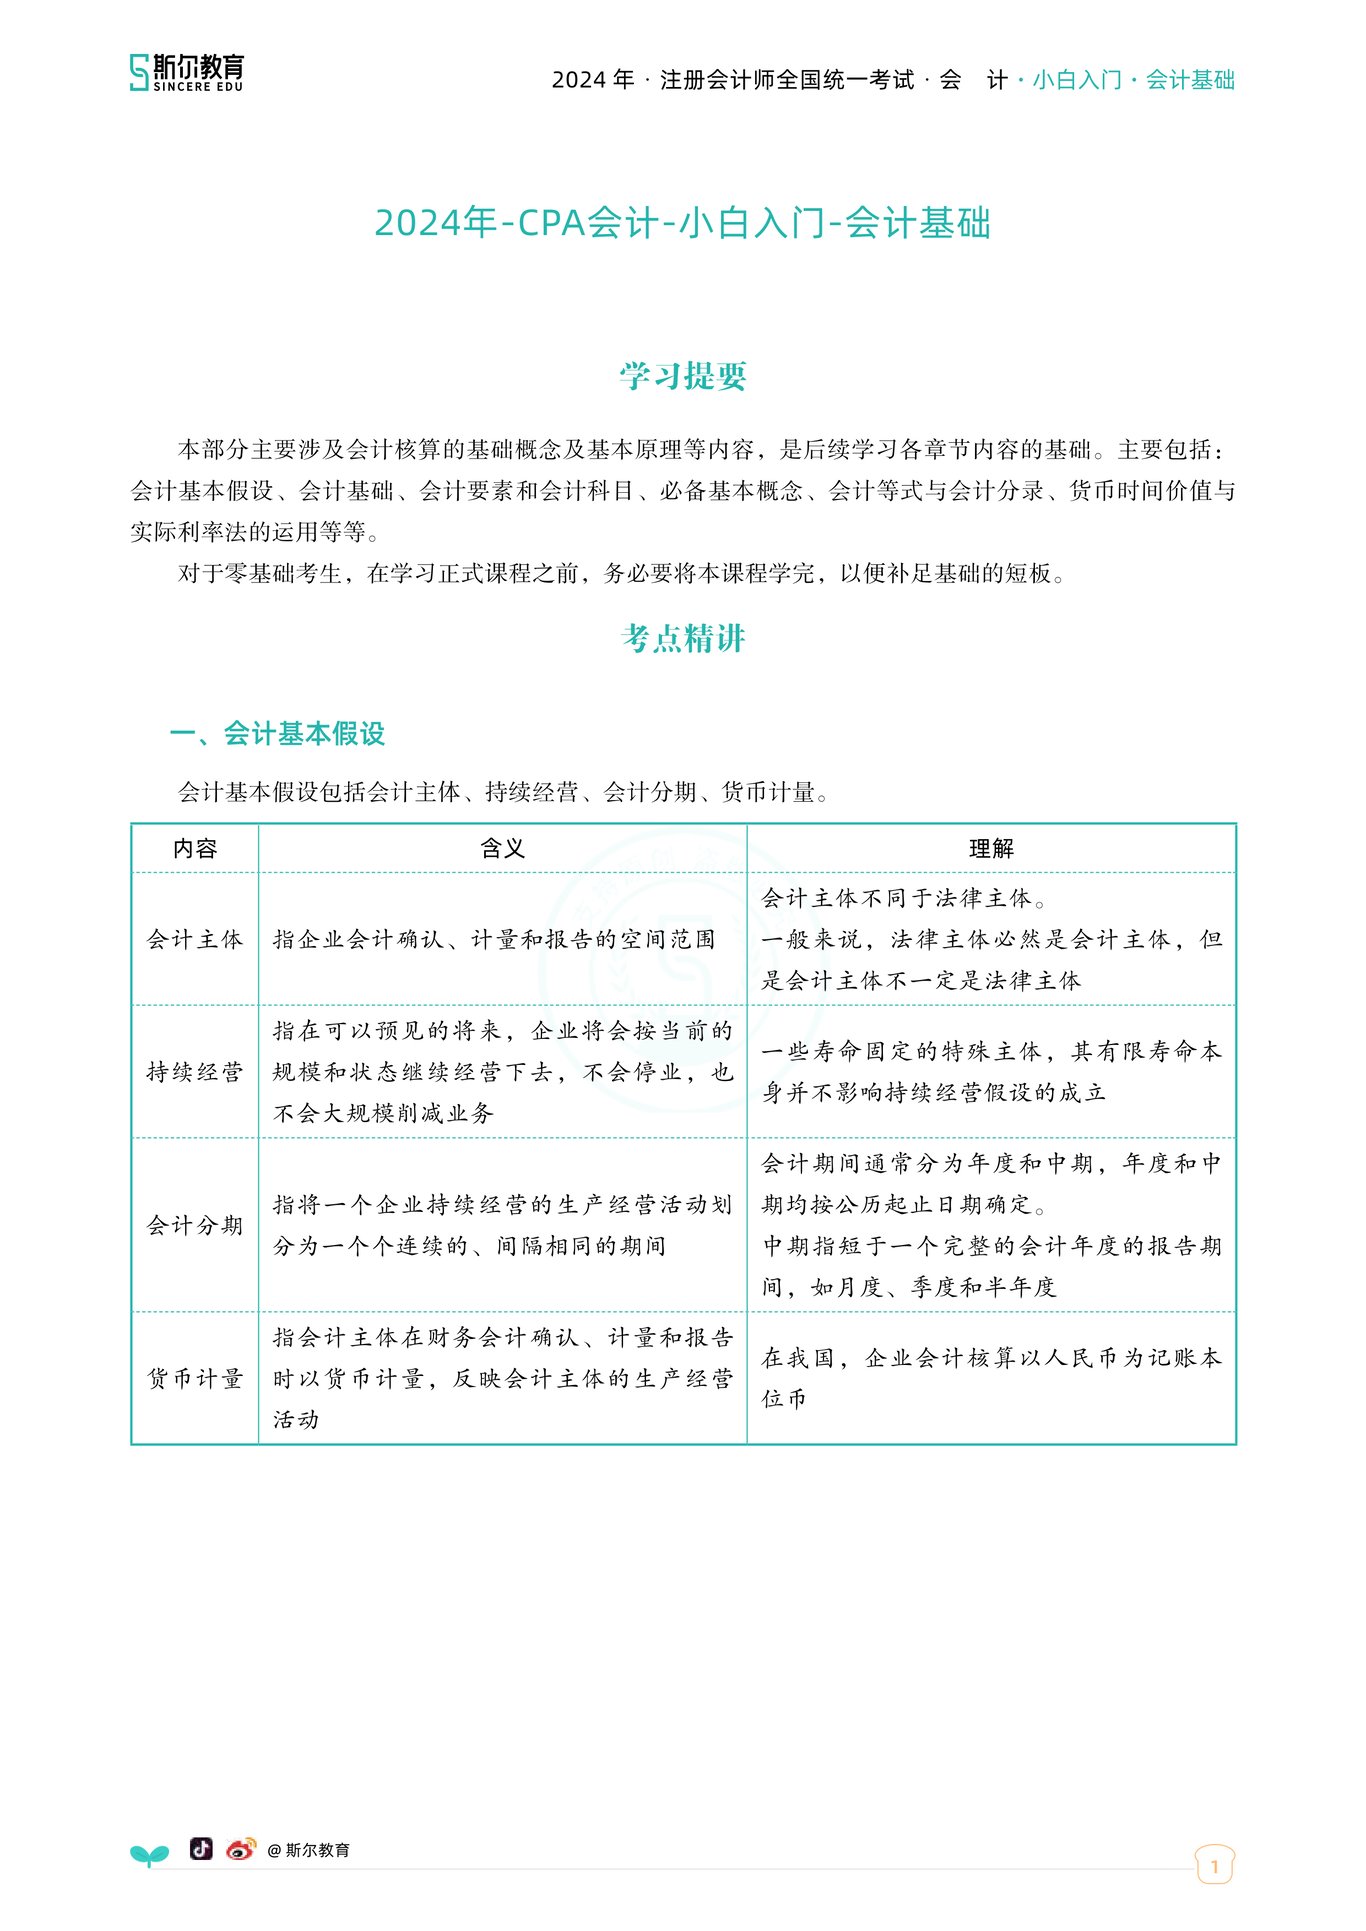 斯尔教育
SINCERE EDU
2024 年 · 注册会计师全国统一考试 · 会　计 · 小白入门 · 会计基础
2024年-CPA会计-小白入门-会计基础
学习提要
本部分主要涉及会计核算的基础概念及基本原理等内容，是后续学习各章节内容的基础。主要包括：
会计基本假设、会计基础、会计要素和会计科目、必备基本概念、会计等式与会计分录、货币时间价值与
实际利率法的运用等等。
对于零基础考生，在学习正式课程之前，务必要将本课程学完，以便补足基础的短板。
考点精讲
一、会计基本假设
会计基本假设包括会计主体、持续经营、会计分期、货币计量。
内容
含义
理解
会计主体
指企业会计确认、计量和报告的空间范围
会计主体不同于法律主体。
一般来说，法律主体必然是会计主体，但
是会计主体不一定是法律主体
持续经营
指在可以预见的将来，企业将会按当前的
规模和状态继续经营下去，不会停业，也
不会大规模削减业务
一些寿命固定的特殊主体，其有限寿命本
身并不影响持续经营假设的成立
会计分期
指将一个企业持续经营的生产经营活动划
分为一个个连续的、间隔相同的期间
会计期间通常分为年度和中期，年度和中
期均按公历起止日期确定。
中期指短于一个完整的会计年度的报告期
间，如月度、季度和半年度
货币计量
指会计主体在财务会计确认、计量和报告
时以货币计量，反映会计主体的生产经营
活动
在我国，企业会计核算以人民币为记账本
位币
@ 斯尔教育
1